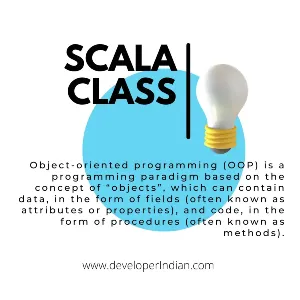 SCALA
CLASS
Object-oriented programming (OOP) is a
programming paradigm based on the
concept of "objects", which can contain
data, in the form of fields (often known as
attributes or properties), and code, in the
form of procedures (often known as
methods).
www.developerIndian.com